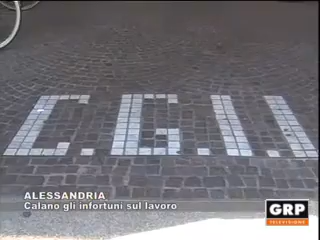 C.G.I.L
ALESSANDRIA
Calano gli infortuni sul lavoro
GRP
TELEVISIONE